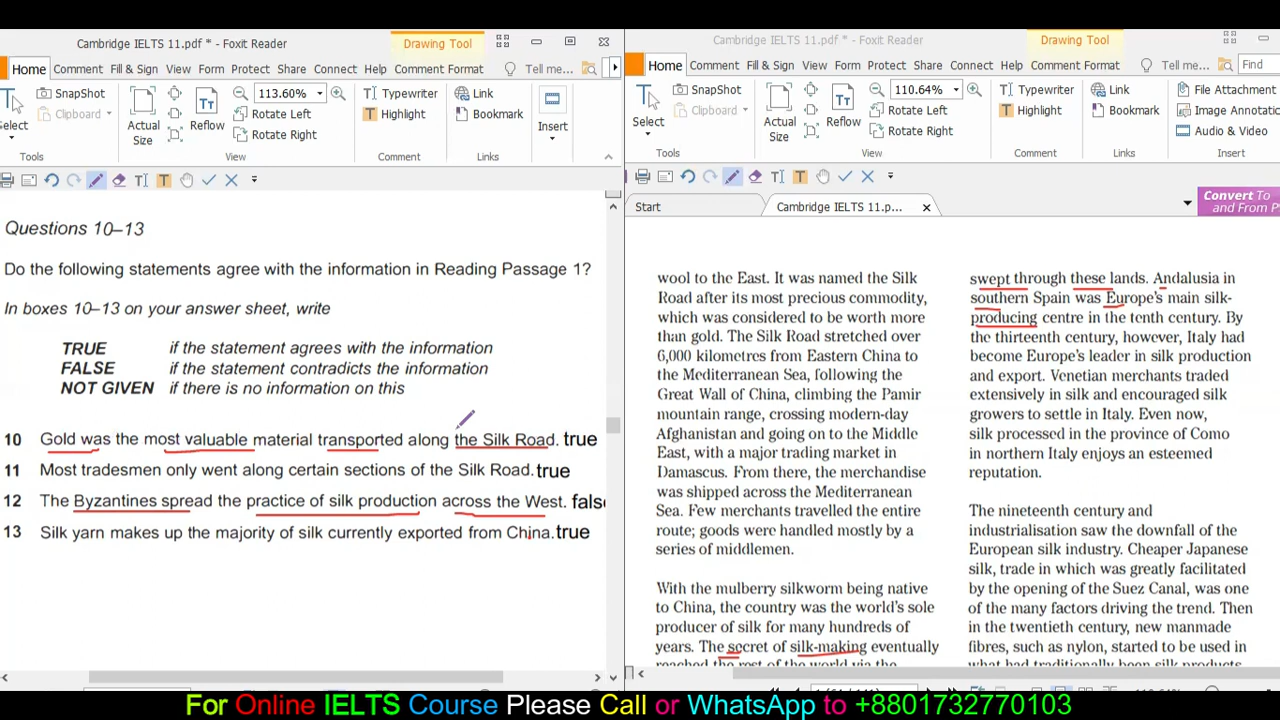 Cambridge IELTS 11.pdf * - Foxit Reader
Drawing Tool
Home Comment Fill & Sign View Form Protect Share Connect Help Comment Format Tell me...
SnapShot
Clipboard
Select
Tools
Actual Size
Reflow
113.60%
Rotate Left
Rotate Right
View
Typewriter
Highlight
Comment
Link
Bookmark
Links
Insert
Questions 10–13
Do the following statements agree with the information in Reading Passage 1?
In boxes 10–13 on your answer sheet, write
TRUE if the statement agrees with the information
FALSE if the statement contradicts the information
NOT GIVEN if there is no information on this
10 Gold was the most valuable material transported along the Silk Road. true
11 Most tradesmen only went along certain sections of the Silk Road. true
12 The Byzantines spread the practice of silk production across the West. fals
13 Silk yarn makes up the majority of silk currently exported from China. true
Cambridge IELTS 11.pdf * - Foxit Reader
Drawing Tool
Home Comment Fill & Sign View Form Protect Share Connect Help Comment Format Tell me... Find
SnapShot
Clipboard
Select
Tools
Actual Size
Reflow
110.64%
Rotate Left
Rotate Right
View
Typewriter
Highlight
Comment
Link
Bookmark
Links
File Attachment
Image Annotatio
Audio & Video
Insert
Start
Cambridge IELTS 11.p...
Convert To
and From P
wool to the East. It was named the Silk
Road after its most precious commodity,
which was considered to be worth more
than gold. The Silk Road stretched over
6,000 kilometres from Eastern China to
the Mediterranean Sea, following the
Great Wall of China, climbing the Pamir
mountain range, crossing modern-day
Afghanistan and going on to the Middle
East, with a major trading market in
Damascus. From there, the merchandise
was shipped across the Mediterranean
Sea. Few merchants travelled the entire
route; goods were handled mostly by a
series of middlemen.
With the mulberry silkworm being native
to China, the country was the world's sole
producer of silk for many hundreds of
years. The secret of silk-making eventually
reached the rest of the world via the
swept through these lands. Andalusia in
southern Spain was Europe's main silk-
producing centre in the tenth century. By
the thirteenth century, however, Italy had
become Europe's leader in silk production
and export. Venetian merchants traded
extensively in silk and encouraged silk
growers to settle in Italy. Even now,
silk processed in the province of Como
in northern Italy enjoys an esteemed
reputation.
The nineteenth century and
industrialisation saw the downfall of the
European silk industry. Cheaper Japanese
silk, trade in which was greatly facilitated
by the opening of the Suez Canal, was one
of the many factors driving the trend. Then
in the twentieth century, new manmade
fibres, such as nylon, started to be used in
what had traditionally been silk products
For Online IELTS Course Please Call or WhatsApp to +8801732770103